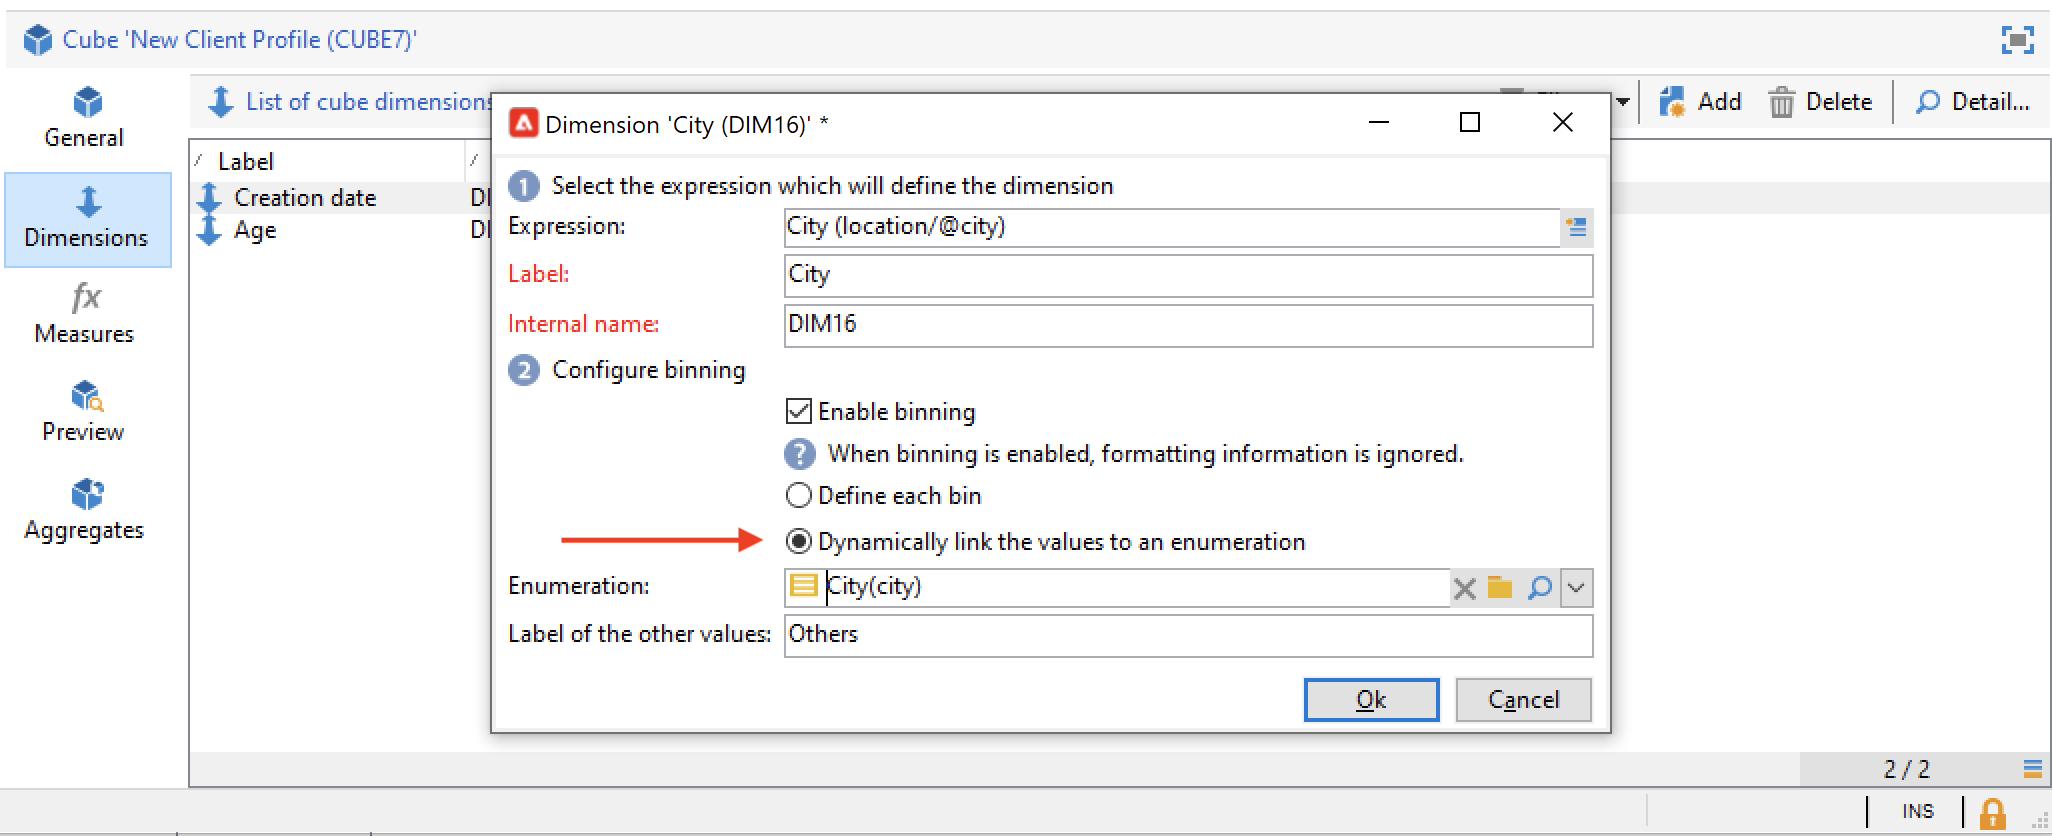 Cube 'New Client Profile (CUBE7)'
General
Dimensions
fx
Measures
Preview
Aggregates
List of cube dimensions
Add
Delete
Detail...
Label
Creation date
Age
Dimension 'City (DIM16)' *
1 Select the expression which will define the dimension
Expression: City (location/@city)
Label: City
Internal name: DIM16
2 Configure binning
Enable binning
? When binning is enabled, formatting information is ignored.
Define each bin
Dynamically link the values to an enumeration
Enumeration: City(city)
Label of the other values: Others
Ok Cancel
2 / 2
INS